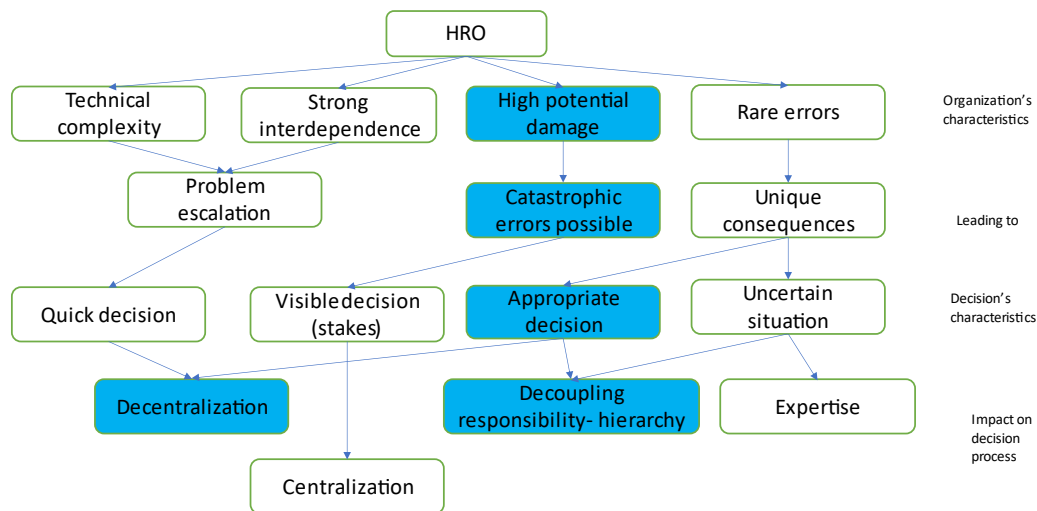 HRO
Technical
complexity
Strong
interdependence
High potential
damage
Rare errors
Organization's
characteristics
Problem
escalation
Catastrophic
errors possible
Unique
consequences
Leading to
Quick decision
Visible decision
(stakes)
Appropriate
decision
Uncertain
situation
Decision's
characteristics
Decentralization
Decoupling
responsibility- hierarchy
Expertise
Impact on
decision
process
Centralization